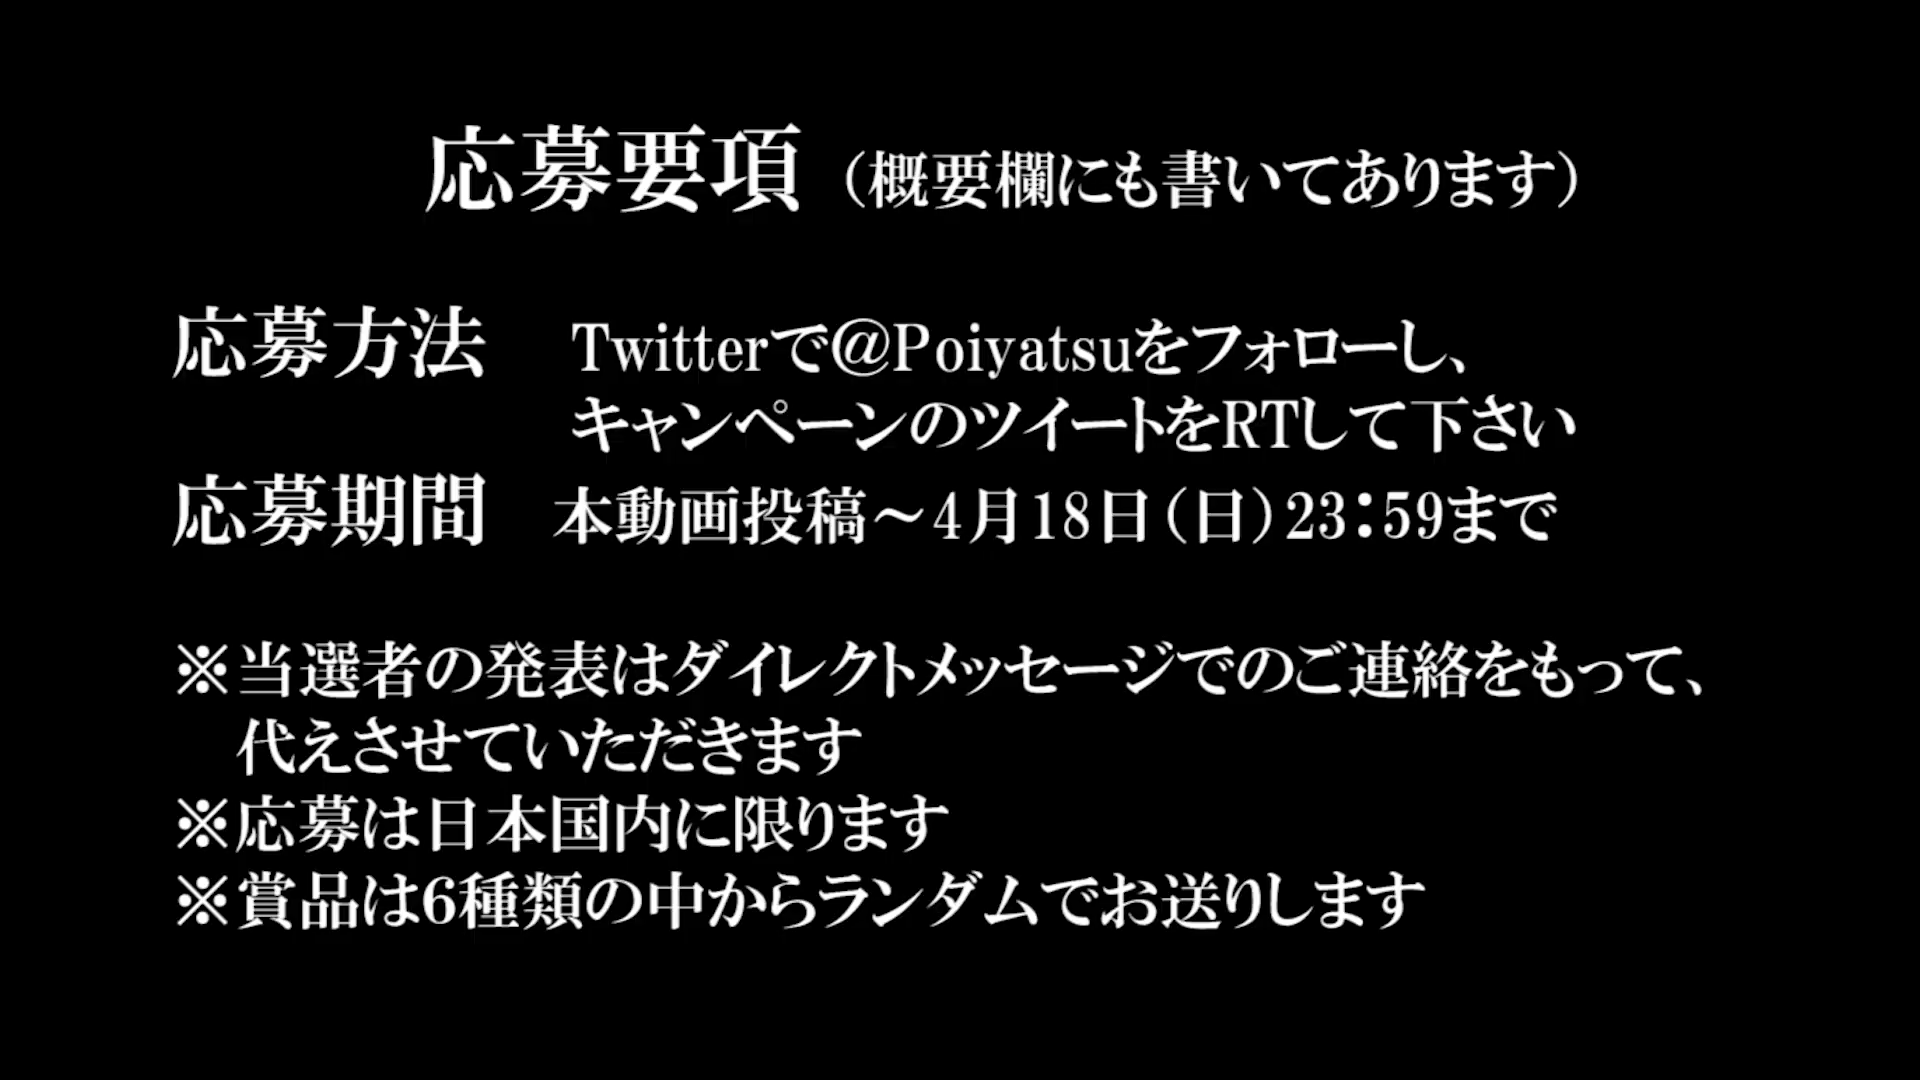 応募要項（概要欄にも書いてあります）
応募方法　Twitterで@Poiyatsuをフォローし、
キャンペーンのツイートをRTして下さい
応募期間　本動画投稿～4月18日（日）23：59まで
※当選者の発表はダイレクトメッセージでのご連絡をもって、
代えさせていただきます
※応募は日本国内に限ります
※賞品は6種類の中からランダムでお送りします